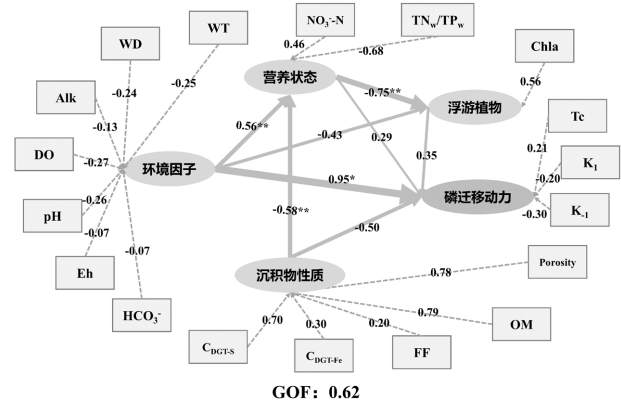 NO₃⁻-N
TN_w/TP_w
WT
WD
Chla
0.46
-0.68
-0.25
营养状态
0.56
-0.24
-0.75**
浮游植物
Alk
Tc
-0.13
0.56**
-0.43
0.29
0.21
DO
-0.27
环境因子
0.35
K₁
0.95*
-0.20
磷迁移动力
-0.26
pH
-0.58**
-0.30
K₋₁
-0.07
-0.50
-0.07
Eh
沉积物性质
0.78
Porosity
HCO₃⁻
0.70
0.30
0.20
0.79
OM
C_DGT-S
C_DGT-Fe
FF
GOF：0.62